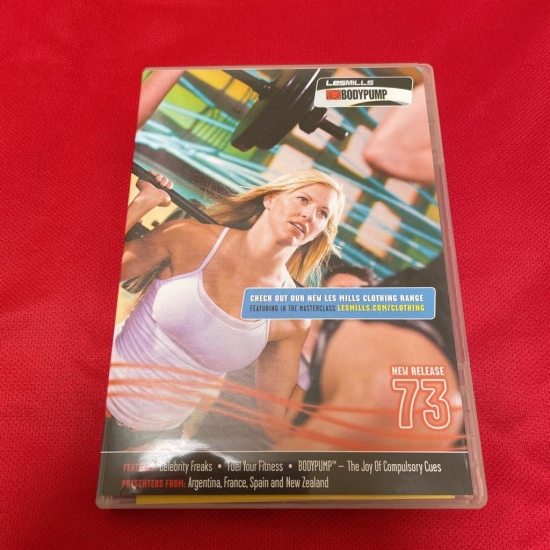 LESMILLS
BODYPUMP
CHECK OUT OUR NEW LES MILLS CLOTHING RANGE
FEATURING IN THE MASTERCLASS LESMILLS.COM/CLOTHING
NEW RELEASE
73
FEATURES: Celebrity Freaks • Fuel Your Fitness • BODYPUMP™ – The Joy Of Compulsory Cues
PRESENTERS FROM: Argentina, France, Spain and New Zealand